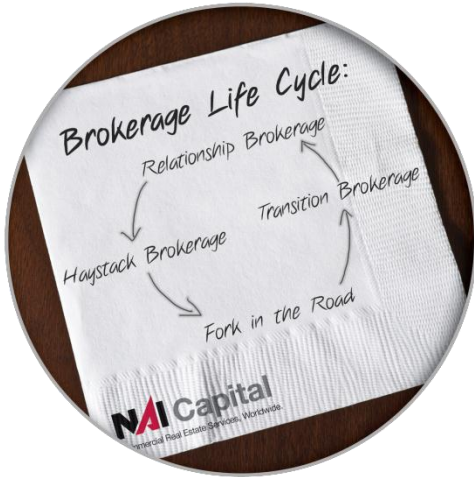 Brokerage Life Cycle:
Relationship Brokerage
Transition Brokerage
Haystack Brokerage
Fork in the Road
NAI Capital
mmercial Real Estate Services, Worldwide.